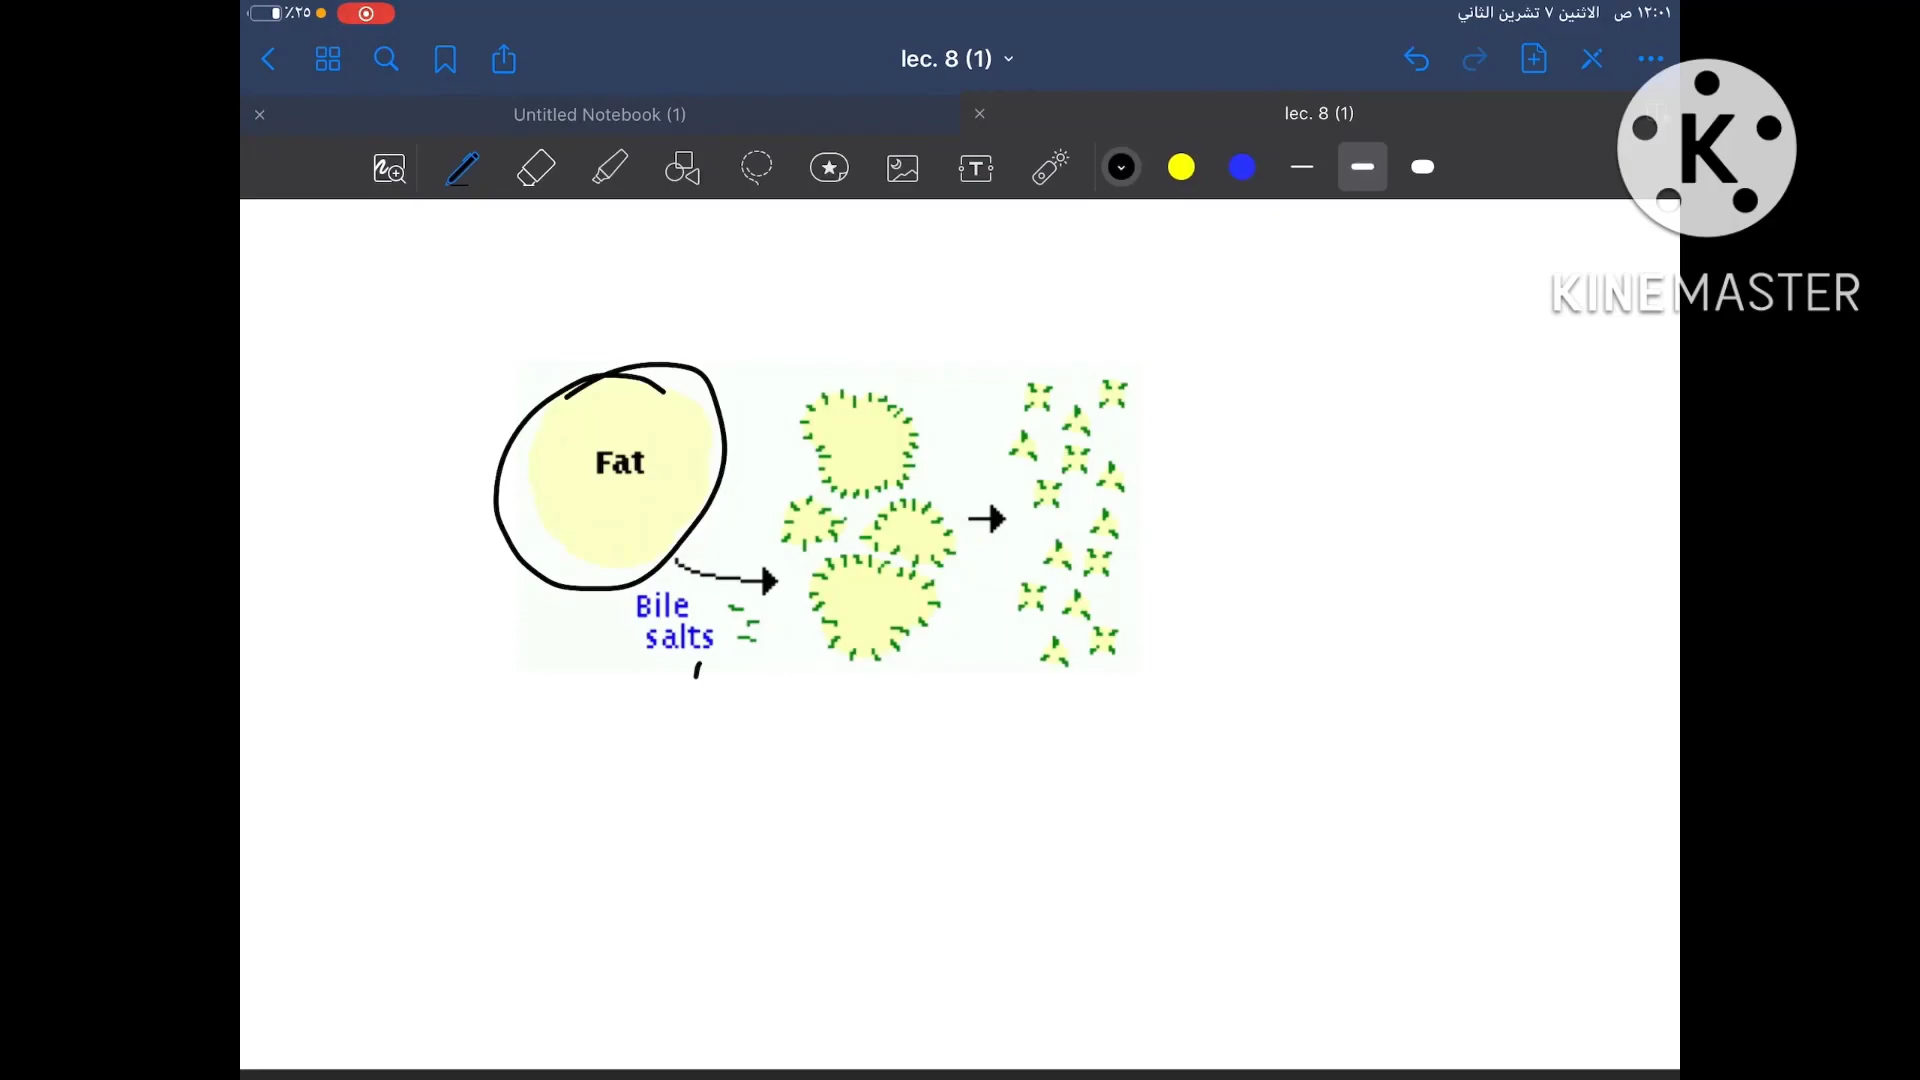 ٪٢٥
١٢:٠١ ص الاثنين ٧ تشرين الثاني
lec. 8 (1)
Untitled Notebook (1)
lec. 8 (1)
T
K
KINEMASTER
Fat
Bile
salts